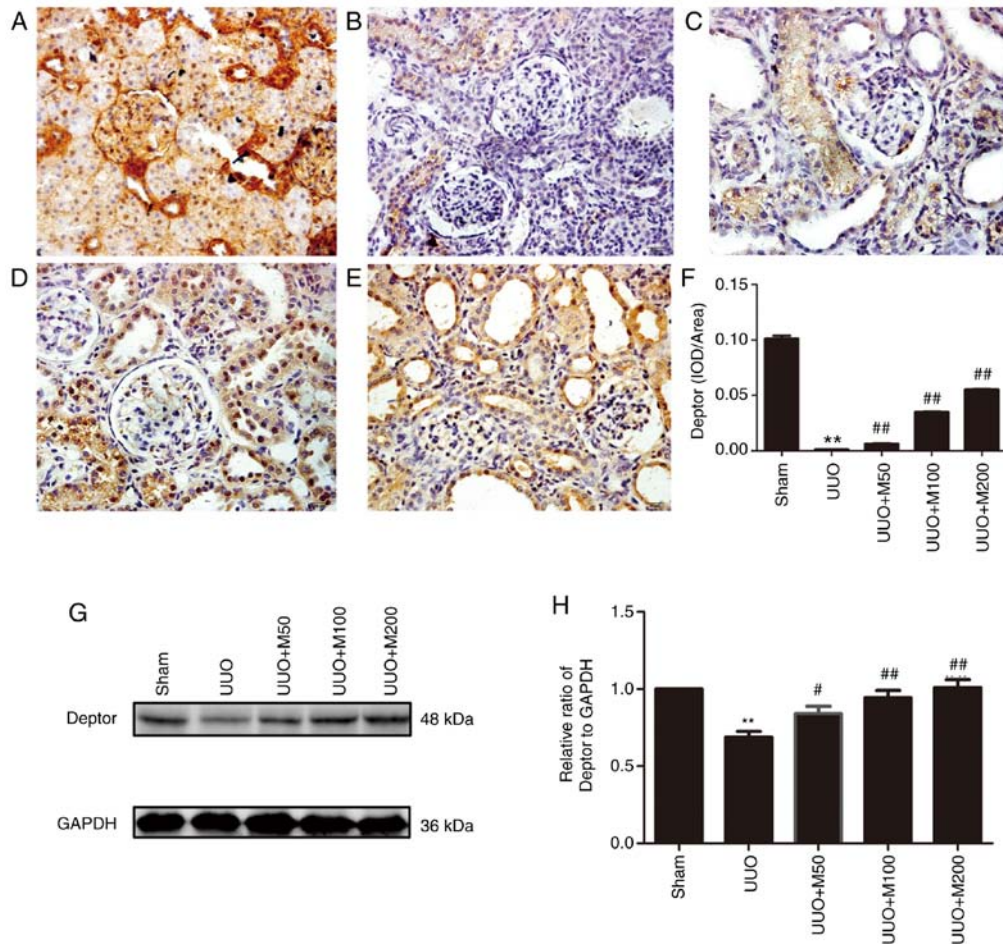 A
B
C
D
E
F
Deptor (IOD/Area)
0.15
0.10
0.05
0.00
**
##
##
##
Sham
UUO
UUO+M50
UUO+M100
UUO+M200
G
Sham
UUO
UUO+M50
UUO+M100
UUO+M200
Deptor
48 kDa
GAPDH
36 kDa
H
Relative ratio of
Deptor to GAPDH
1.5
1.0
0.5
0.0
**
#
##
##
Sham
UUO
UUO+M50
UUO+M100
UUO+M200